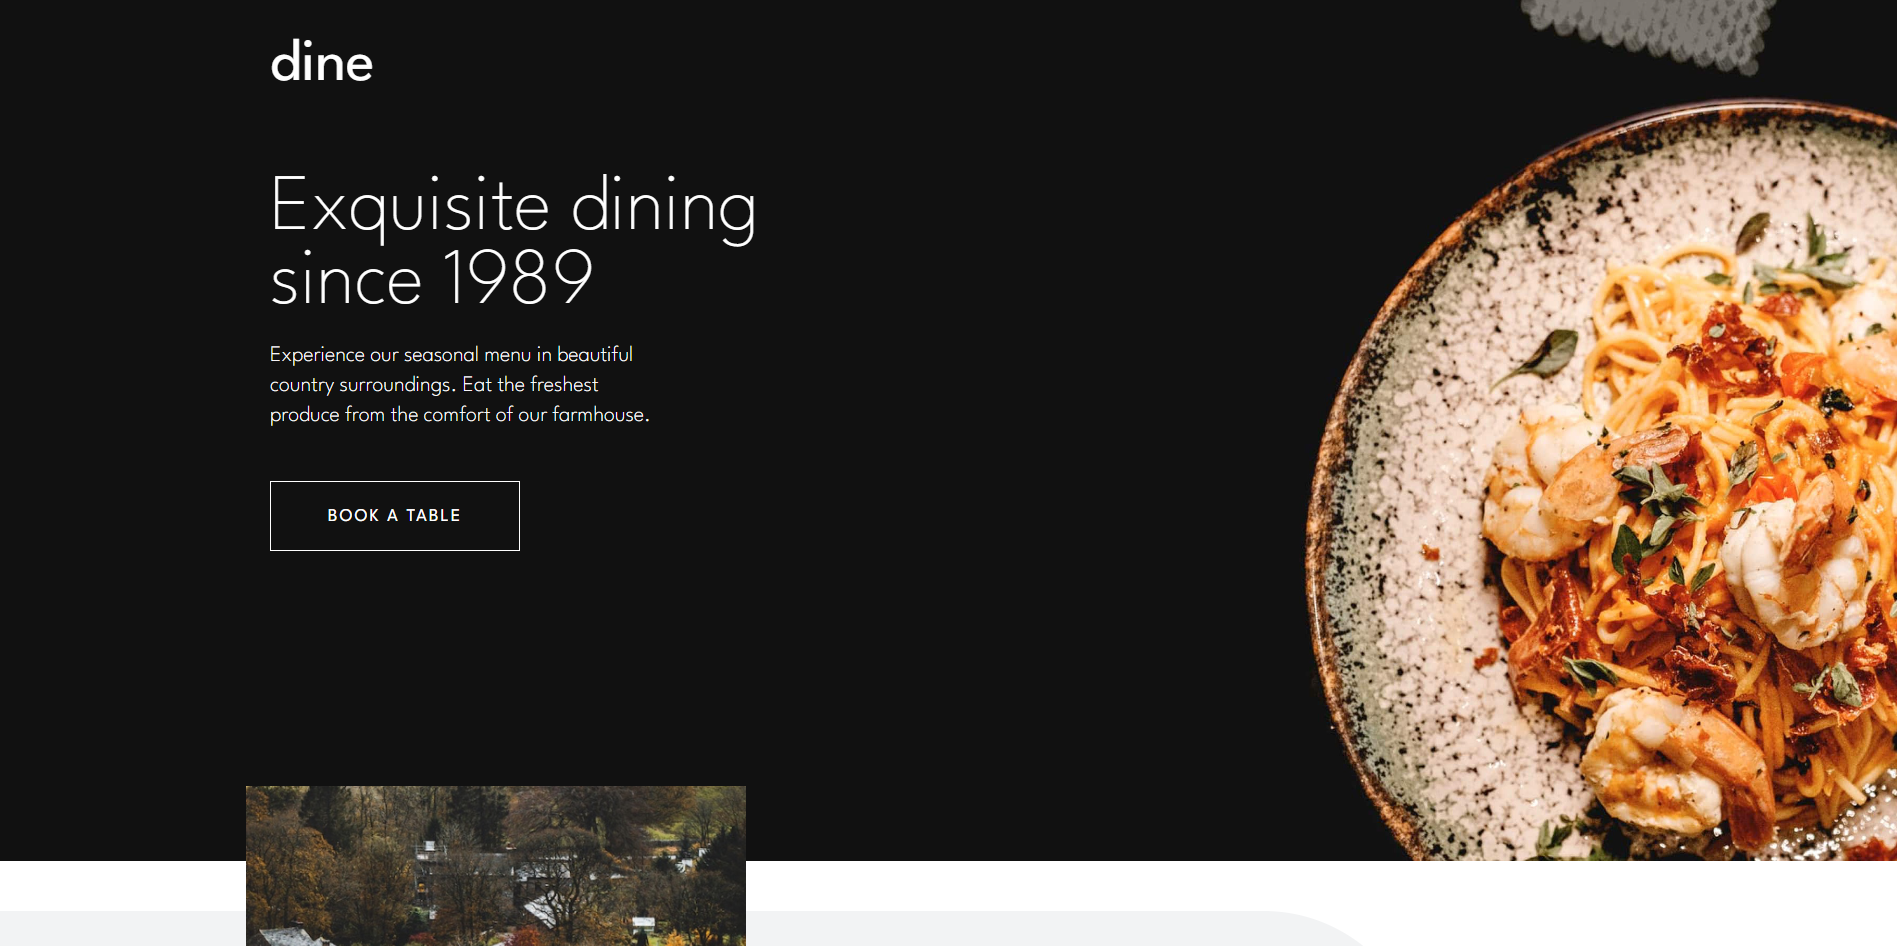 dine
Exquisite dining
since 1989
Experience our seasonal menu in beautiful
country surroundings. Eat the freshest
produce from the comfort of our farmhouse.
BOOK A TABLE